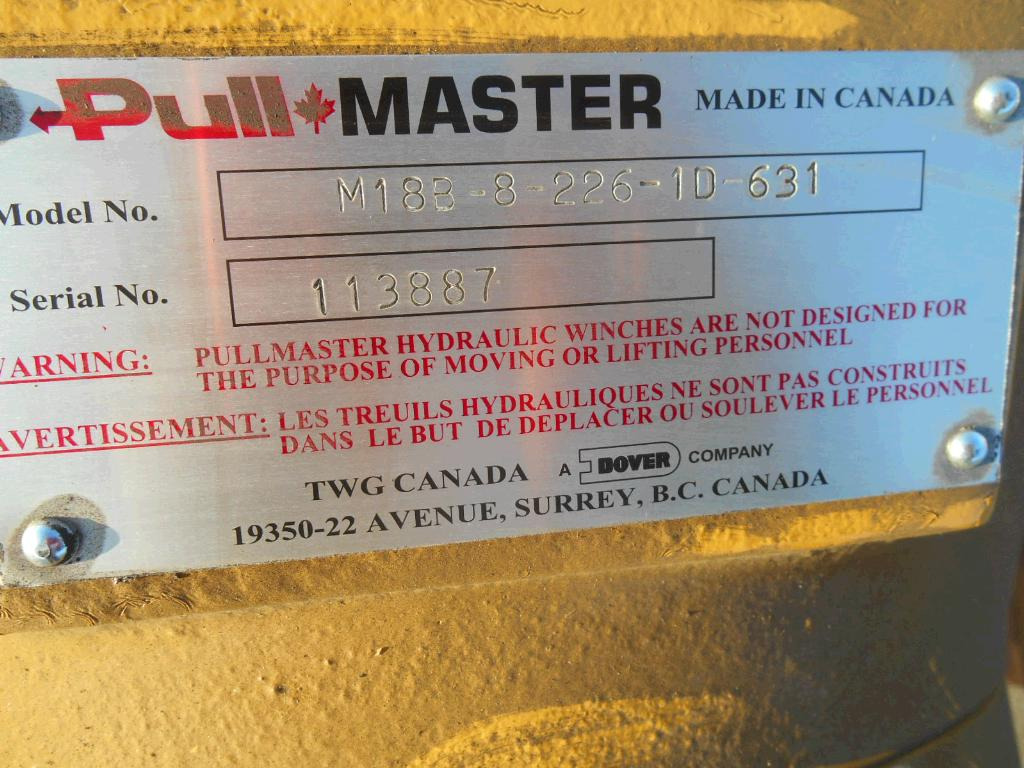 Pull MASTER MADE IN CANADA
Model No. M18B-8-226-1D-631
Serial No. 113887
WARNING: PULLMASTER HYDRAULIC WINCHES ARE NOT DESIGNED FOR
THE PURPOSE OF MOVING OR LIFTING PERSONNEL
AVERTISSEMENT: LES TREUILS HYDRAULIQUES NE SONT PAS CONSTRUITS
DANS LE BUT DE DEPLACER OU SOULEVER LE PERSONNEL
TWG CANADA A DOVER COMPANY
19350-22 AVENUE, SURREY, B.C. CANADA